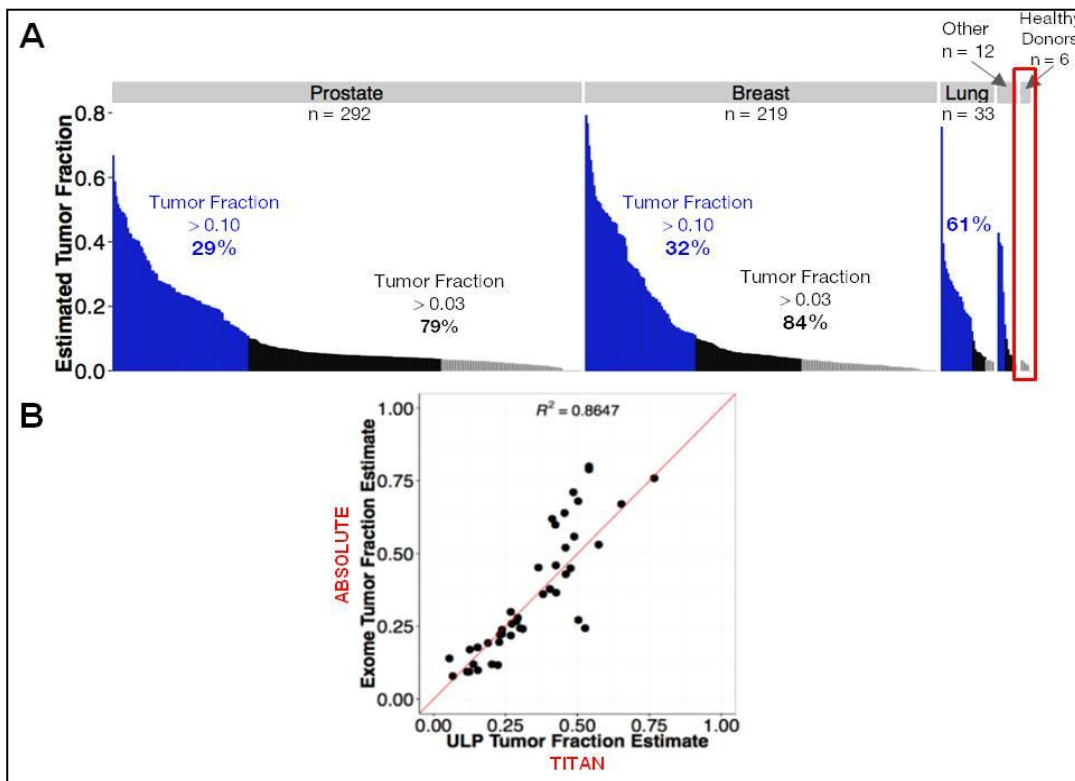 A
Other
n = 12
Healthy
Donors
n = 6
Prostate
Breast
Lung
n = 292
n = 219
n = 33
Estimated Tumor Fraction
0.8
0.6
0.4
0.2
0.0
Tumor Fraction
> 0.10
29%
Tumor Fraction
> 0.03
79%
Tumor Fraction
> 0.10
32%
Tumor Fraction
> 0.03
84%
61%
B
R² = 0.8647
ABSOLUTE
Exome Tumor Fraction Estimate
1.00
0.75
0.50
0.25
0.00
0.00 0.25 0.50 0.75 1.00
ULP Tumor Fraction Estimate
TITAN